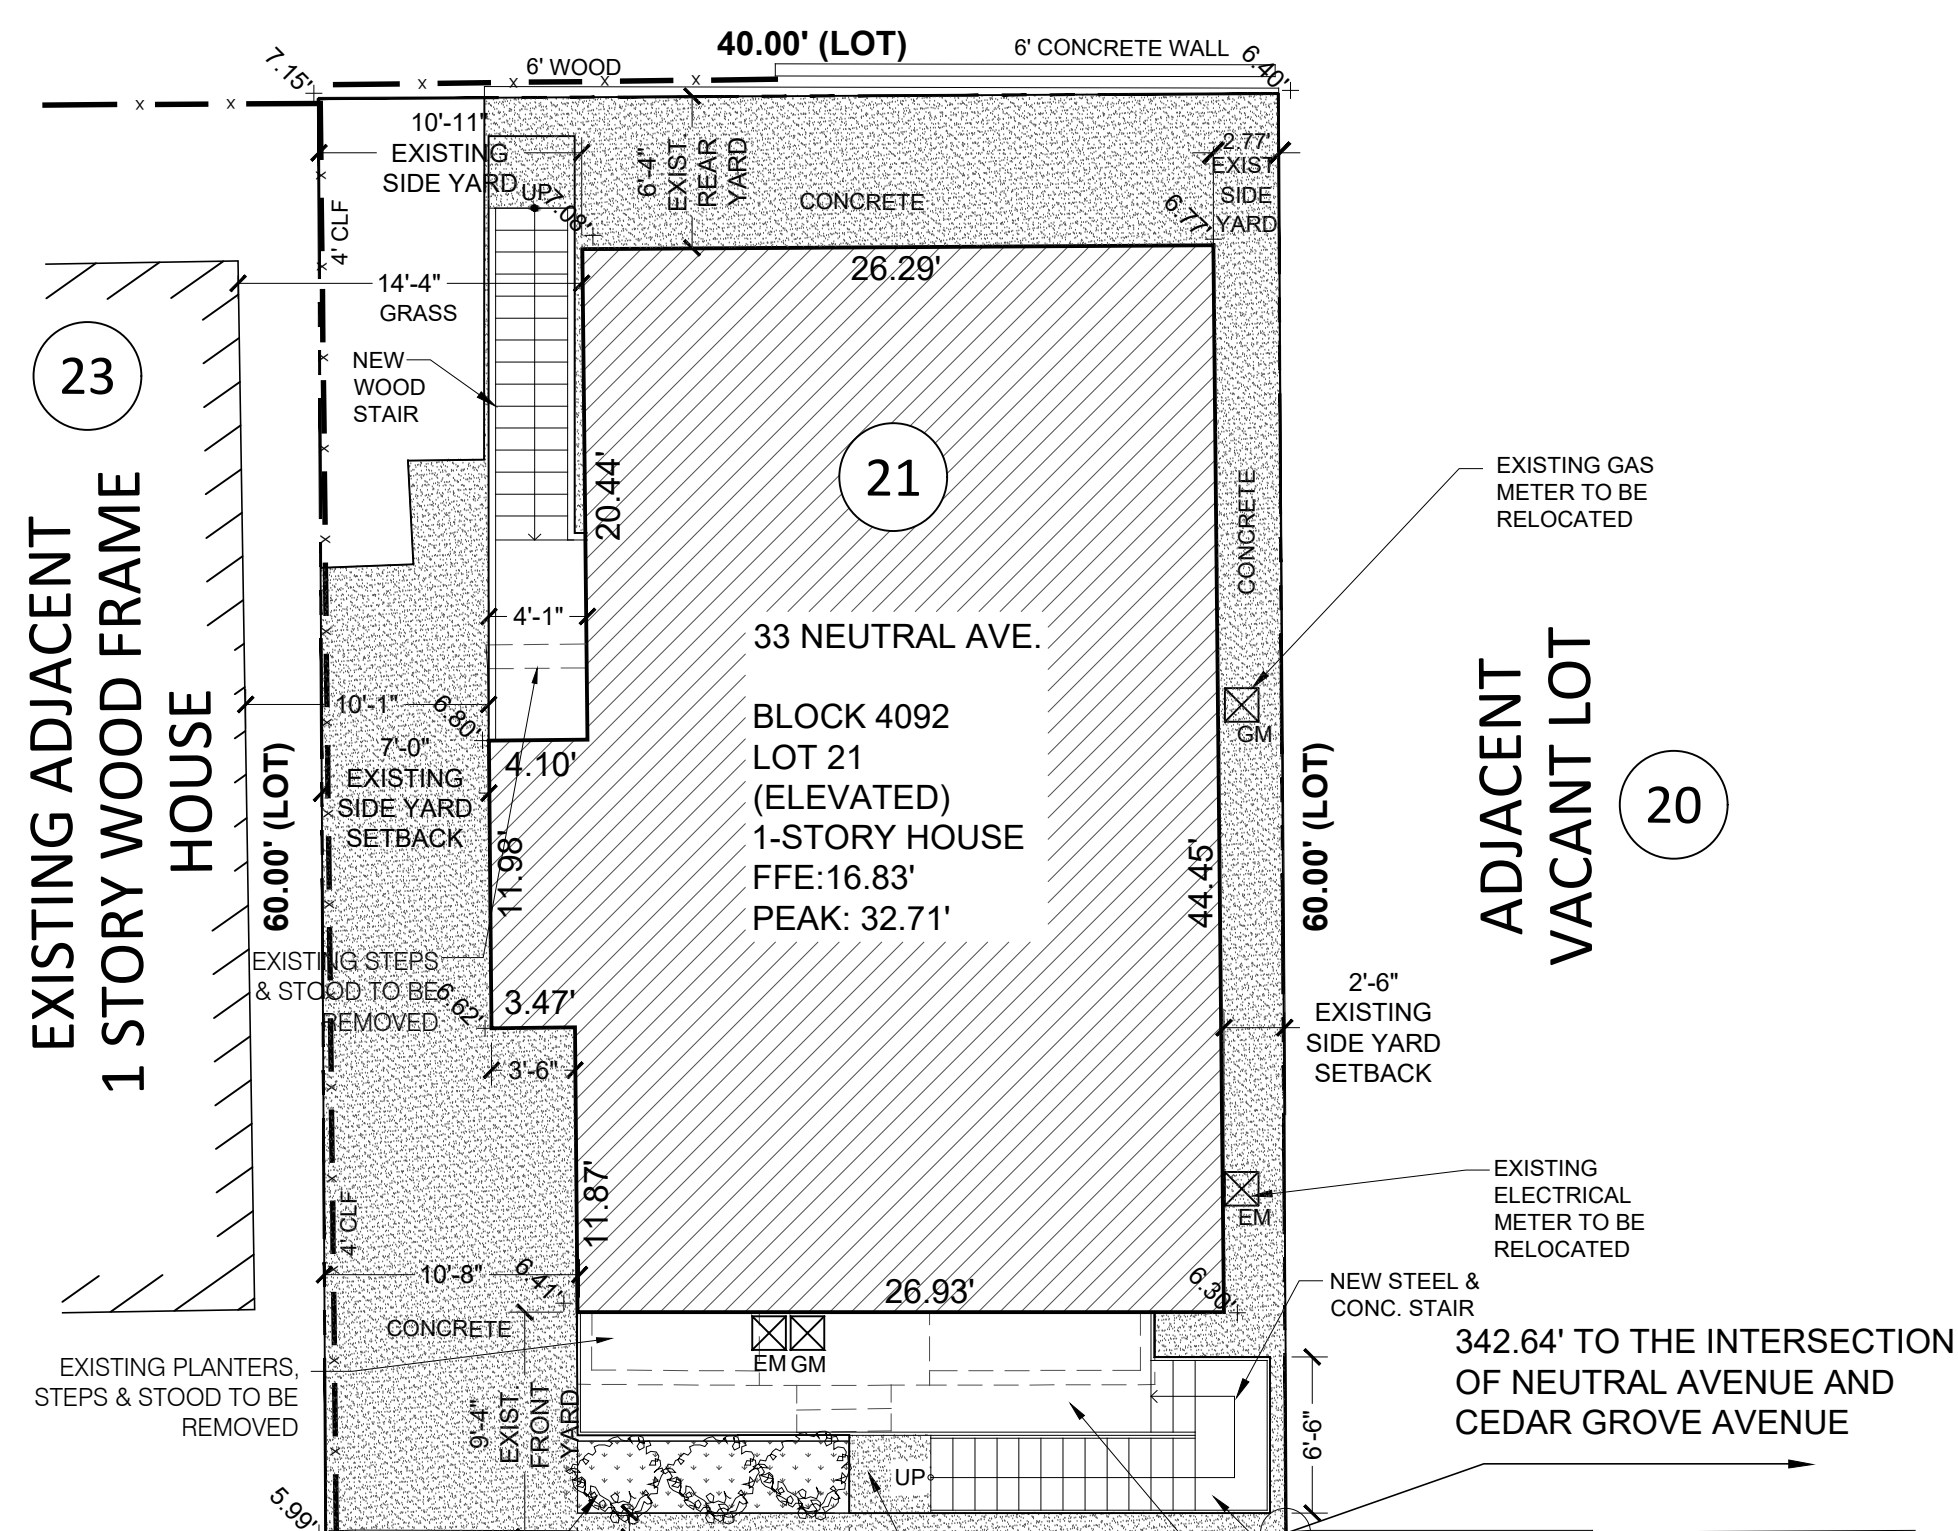 40.00' (LOT)
6' WOOD
6' CONCRETE WALL
7.15'
6.40'
x x x x x x
10'-11"
EXISTING
SIDE YARD
UP
7.08'
6'-4"
EXIST.
REAR
YARD
CONCRETE
6.77'
2.77'
EXIST
SIDE
YARD
4' CLF
14'-4"
GRASS
26.29'
23
NEW
WOOD
STAIR
21
20.44'
CONCRETE
EXISTING GAS
METER TO BE
RELOCATED
EXISTING ADJACENT
1 STORY WOOD FRAME
HOUSE
4'-1"
33 NEUTRAL AVE.
BLOCK 4092
LOT 21
(ELEVATED)
1-STORY HOUSE
FFE:16.83'
PEAK: 32.71'
GM
ADJACENT
VACANT LOT
20
10'-1"
6.80'
7'-0"
EXISTING
SIDE YARD
SETBACK
4.10'
60.00' (LOT)
11.98'
44.45'
60.00' (LOT)
EXISTING STEPS
& STOOD TO BE
REMOVED
6.62'
3.47'
3'-6"
2'-6"
EXISTING
SIDE YARD
SETBACK
11.87'
4' CLF
10'-8"
6.41'
26.93'
6.30'
EM
EXISTING
ELECTRICAL
METER TO BE
RELOCATED
NEW STEEL &
CONC. STAIR
CONCRETE
EXISTING PLANTERS,
STEPS & STOOD TO BE
REMOVED
EM GM
9'-4"
EXIST
FRONT
YARD
UP
6'-6"
342.64' TO THE INTERSECTION
OF NEUTRAL AVENUE AND
CEDAR GROVE AVENUE
5.99'